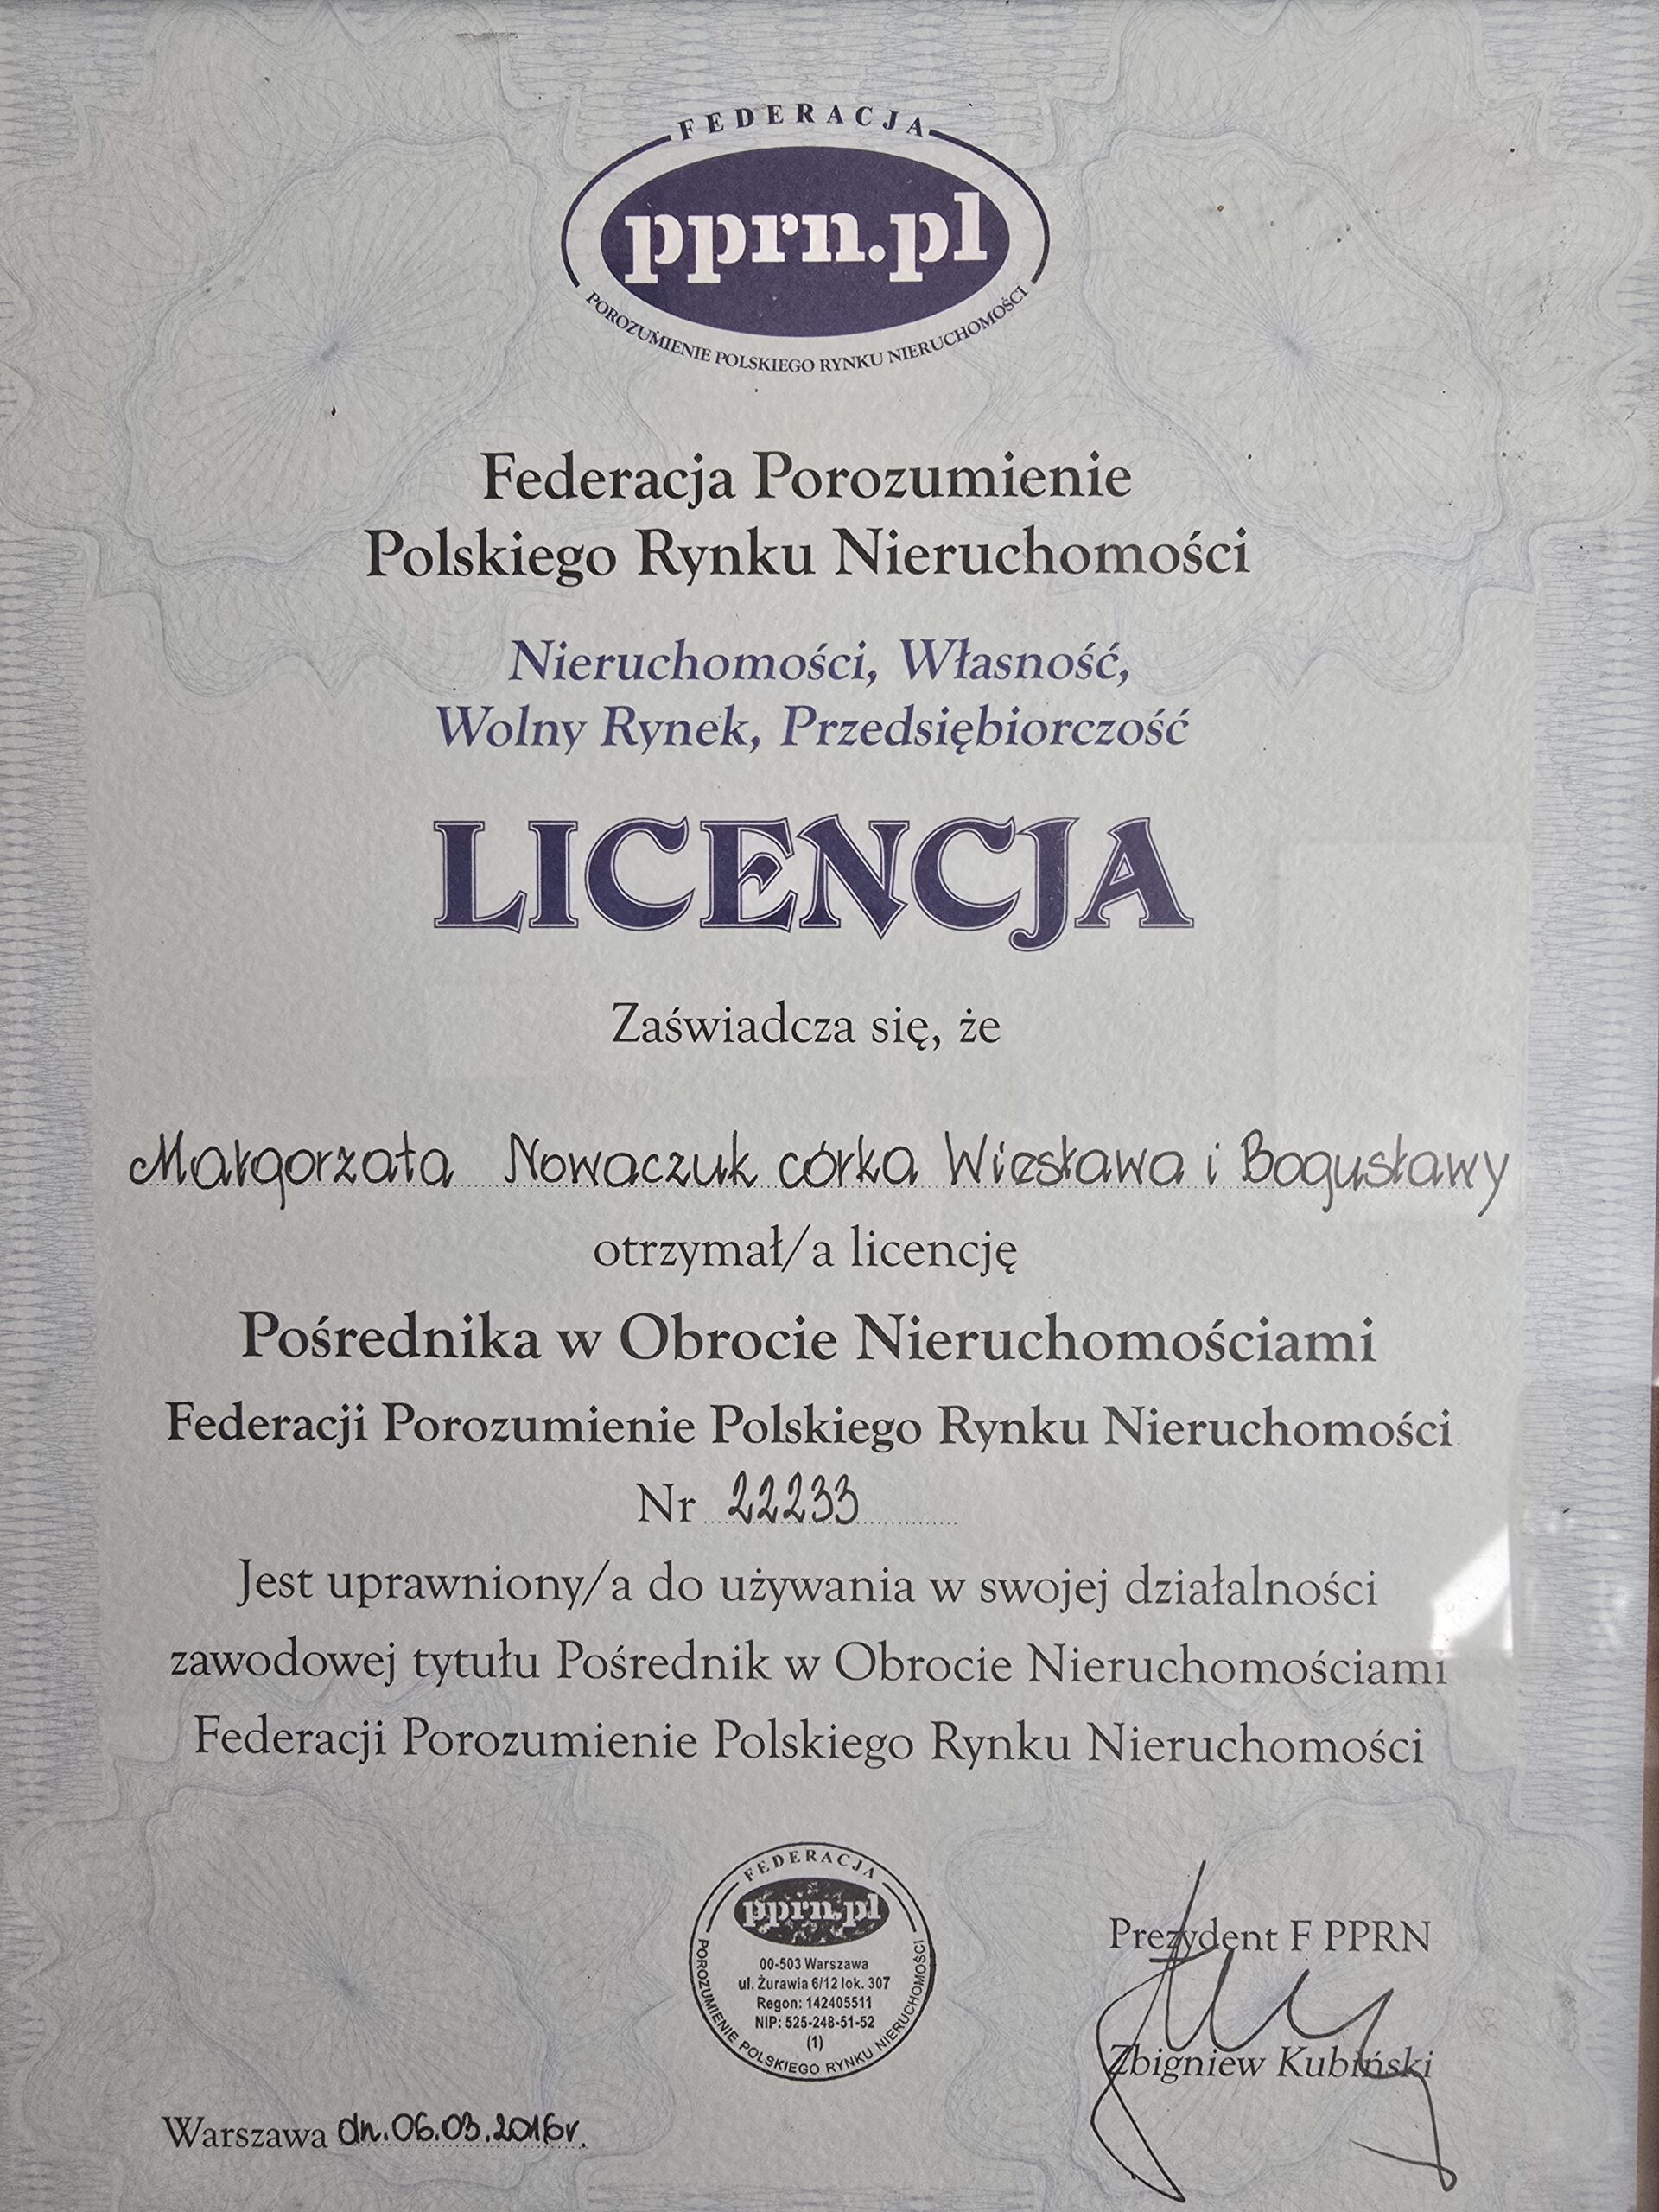 FEDERACJA
pprn.pl
POROZUMIENIE POLSKIEGO RYNKU NIERUCHOMOŚCI
Federacja Porozumienie
Polskiego Rynku Nieruchomości
Nieruchomości, Własność,
Wolny Rynek, Przedsiębiorczość
LICENCJA
Zaświadcza się, że
Małgorzata Nowaczuk córka Wiesława i Bogusławy
otrzymał/a licencję
Pośrednika w Obrocie Nieruchomościami
Federacji Porozumienie Polskiego Rynku Nieruchomości
Nr 22233
Jest uprawniony/a do używania w swojej działalności
zawodowej tytułu Pośrednik w Obrocie Nieruchomościami
Federacji Porozumienie Polskiego Rynku Nieruchomości
FEDERACJA
pprn.pl
00-503 Warszawa
ul. Żurawia 6/12 lok. 307
Regon: 142405511
NIP: 525-248-51-52
(1)
POROZUMIENIE POLSKIEGO RYNKU NIERUCHOMOŚCI
Prezydent F PPRN
Zbigniew Kubiński
Warszawa dn. 06.03.2016r.